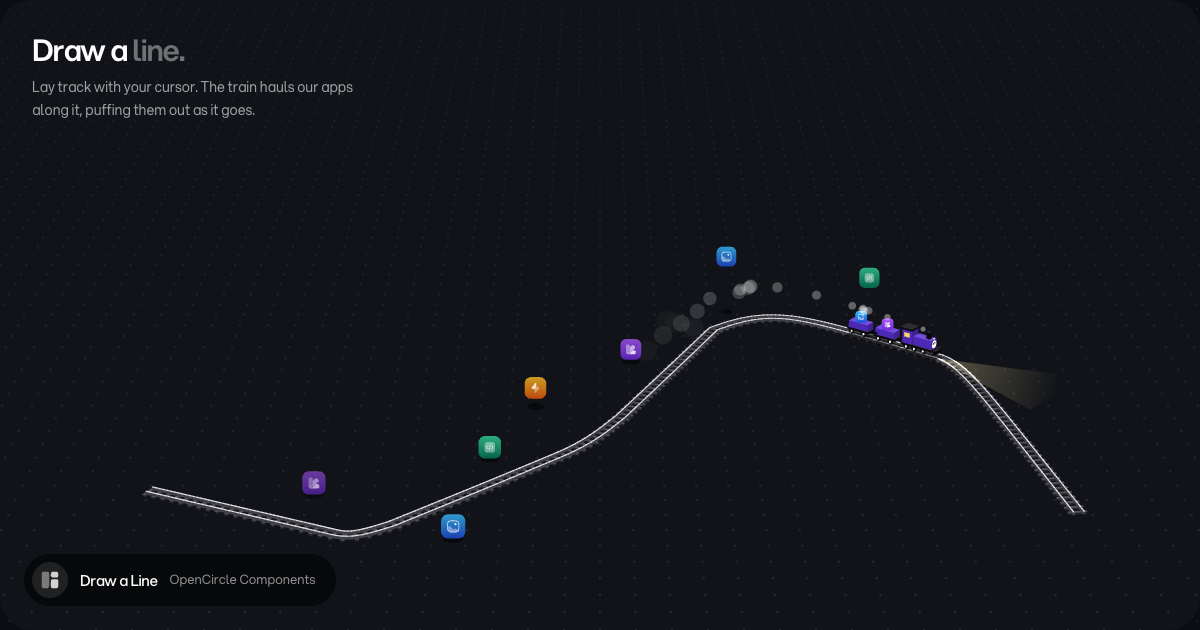 Draw a line.
Lay track with your cursor. The train hauls our apps
along it, puffing them out as it goes.
Draw a Line OpenCircle Components